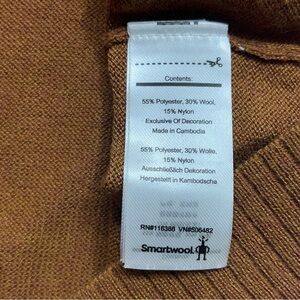 Contents:
55% Polyester, 30% Wool,
15% Nylon
Exclusive Of Decoration
Made in Cambodia
55% Polyester, 30% Wolle,
15% Nylon
Ausschließlich Dekoration
Hergestellt in Kambodscha
RN#116388 VN#506482
Smartwool